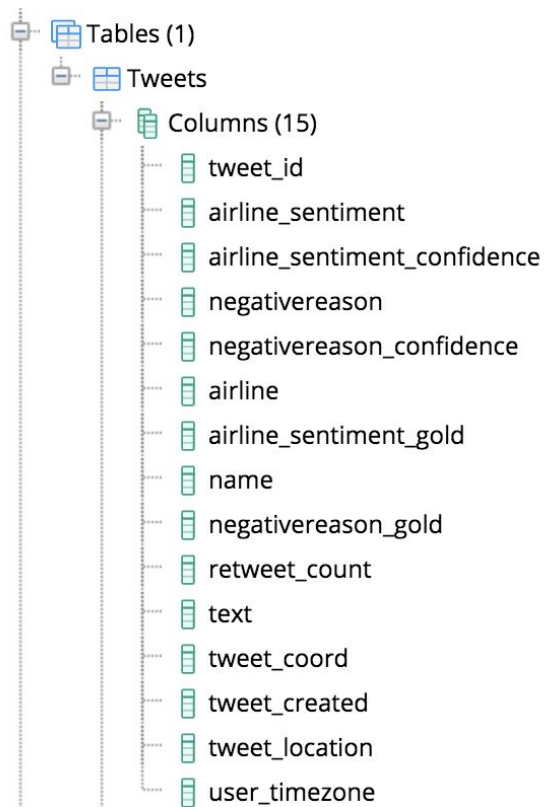 Tables (1)
Tweets
Columns (15)
tweet_id
airline_sentiment
airline_sentiment_confidence
negativereason
negativereason_confidence
airline
airline_sentiment_gold
name
negativereason_gold
retweet_count
text
tweet_coord
tweet_created
tweet_location
user_timezone